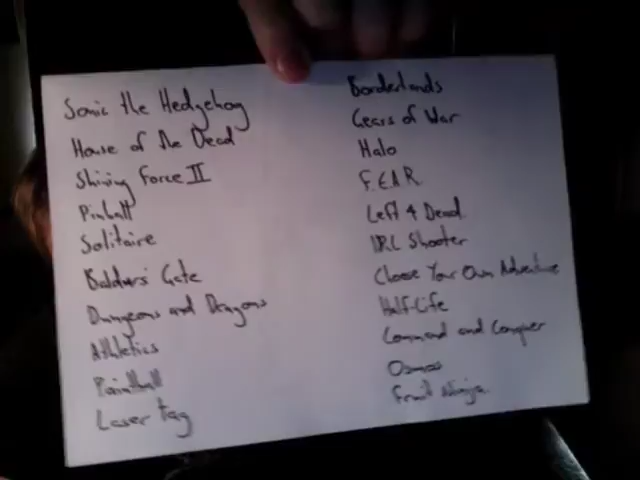 Sonic the Hedgehog
House of the Dead
Shining Force II
Pinball
Solitaire
Baldurs Gate
Dungeons and Dragons
Athletics
Paintball
Laser tag
Borderlands
Gears of War
Halo
F.E.A.R.
Left 4 Dead
IRL Shooter
Choose Your Own Adventure
Half-Life
Command and Conquer
Osmos
Fruit Ninja